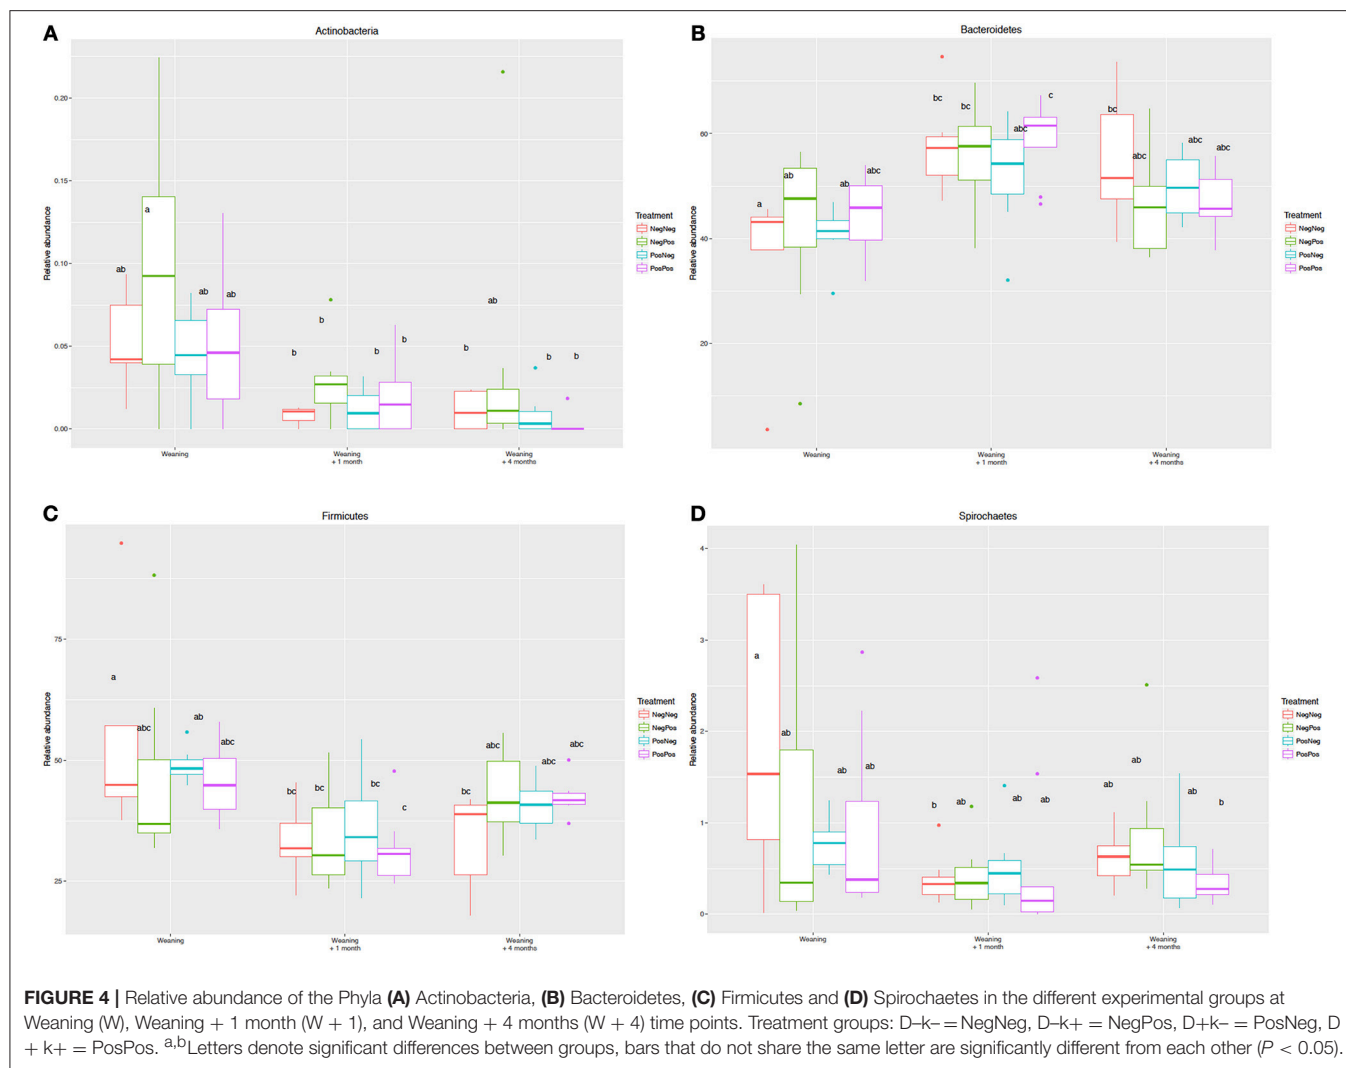 A
Actinobacteria
Relative abundance
0.20
0.15
0.10
0.05
0.00
a
ab
ab
ab
b
b
b
b
b
ab
b
b
Weaning
Weaning
+ 1 month
Weaning
+ 4 months
Treatment
NegNeg
NegPos
PosNeg
PosPos
B
Bacteroidetes
Relative abundance
60
40
20
a
ab
ab
abc
bc
bc
abc
c
bc
abc
abc
abc
Weaning
Weaning
+ 1 month
Weaning
+ 4 months
Treatment
NegNeg
NegPos
PosNeg
PosPos
C
Firmicutes
Relative abundance
75
50
25
a
abc
ab
abc
bc
bc
bc
c
bc
abc
abc
abc
Weaning
Weaning
+ 1 month
Weaning
+ 4 months
Treatment
NegNeg
NegPos
PosNeg
PosPos
D
Spirochaetes
Relative abundance
4
3
2
1
0
a
ab
ab
ab
b
ab
ab
ab
ab
ab
ab
b
Weaning
Weaning
+ 1 month
Weaning
+ 4 months
Treatment
NegNeg
NegPos
PosNeg
PosPos
FIGURE 4 | Relative abundance of the Phyla (A) Actinobacteria, (B) Bacteroidetes, (C) Firmicutes and (D) Spirochaetes in the different experimental groups at
Weaning (W), Weaning + 1 month (W + 1), and Weaning + 4 months (W + 4) time points. Treatment groups: D–k– = NegNeg, D–k+ = NegPos, D+k– = PosNeg, D
+ k+ = PosPos. a,bLetters denote significant differences between groups, bars that do not share the same letter are significantly different from each other (P < 0.05).